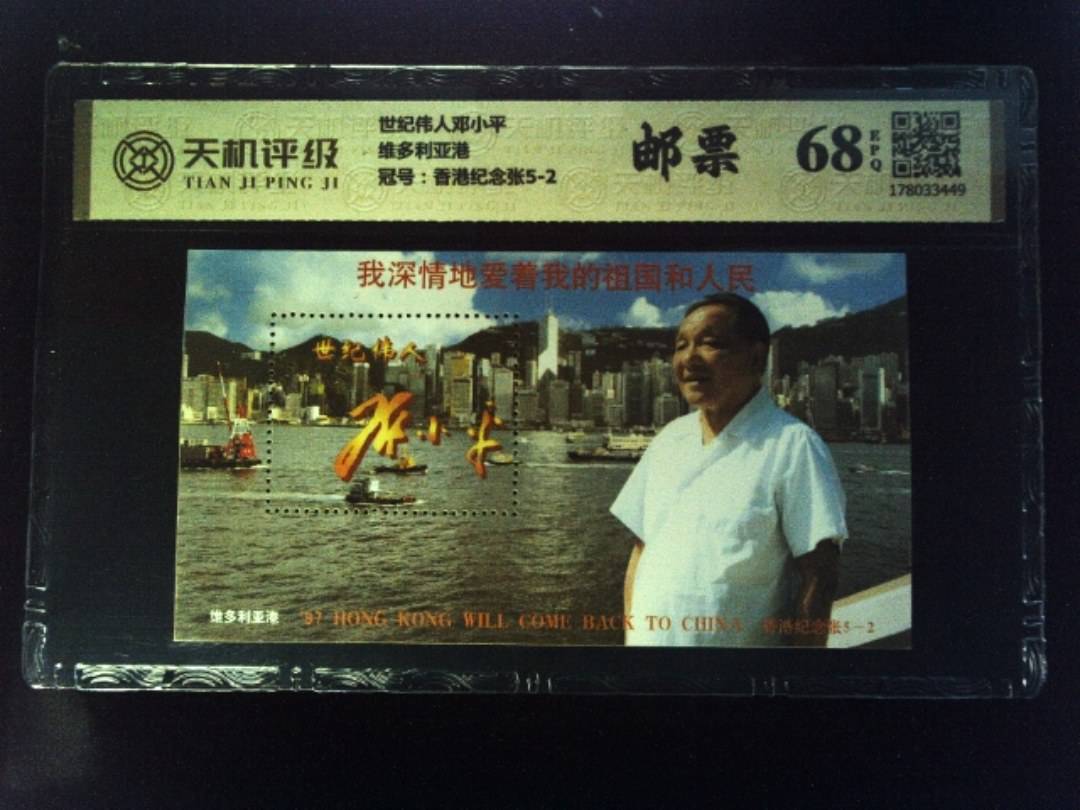 天机评级
TIAN JI PING JI
世纪伟人邓小平
维多利亚港
冠号：香港纪念张5-2
邮票
68
EPQ
178033449
我深情地爱着我的祖国和人民
世纪伟人
邓小平
维多利亚港
'97 HONG KONG WILL COME BACK TO CHINA
香港纪念张5-2